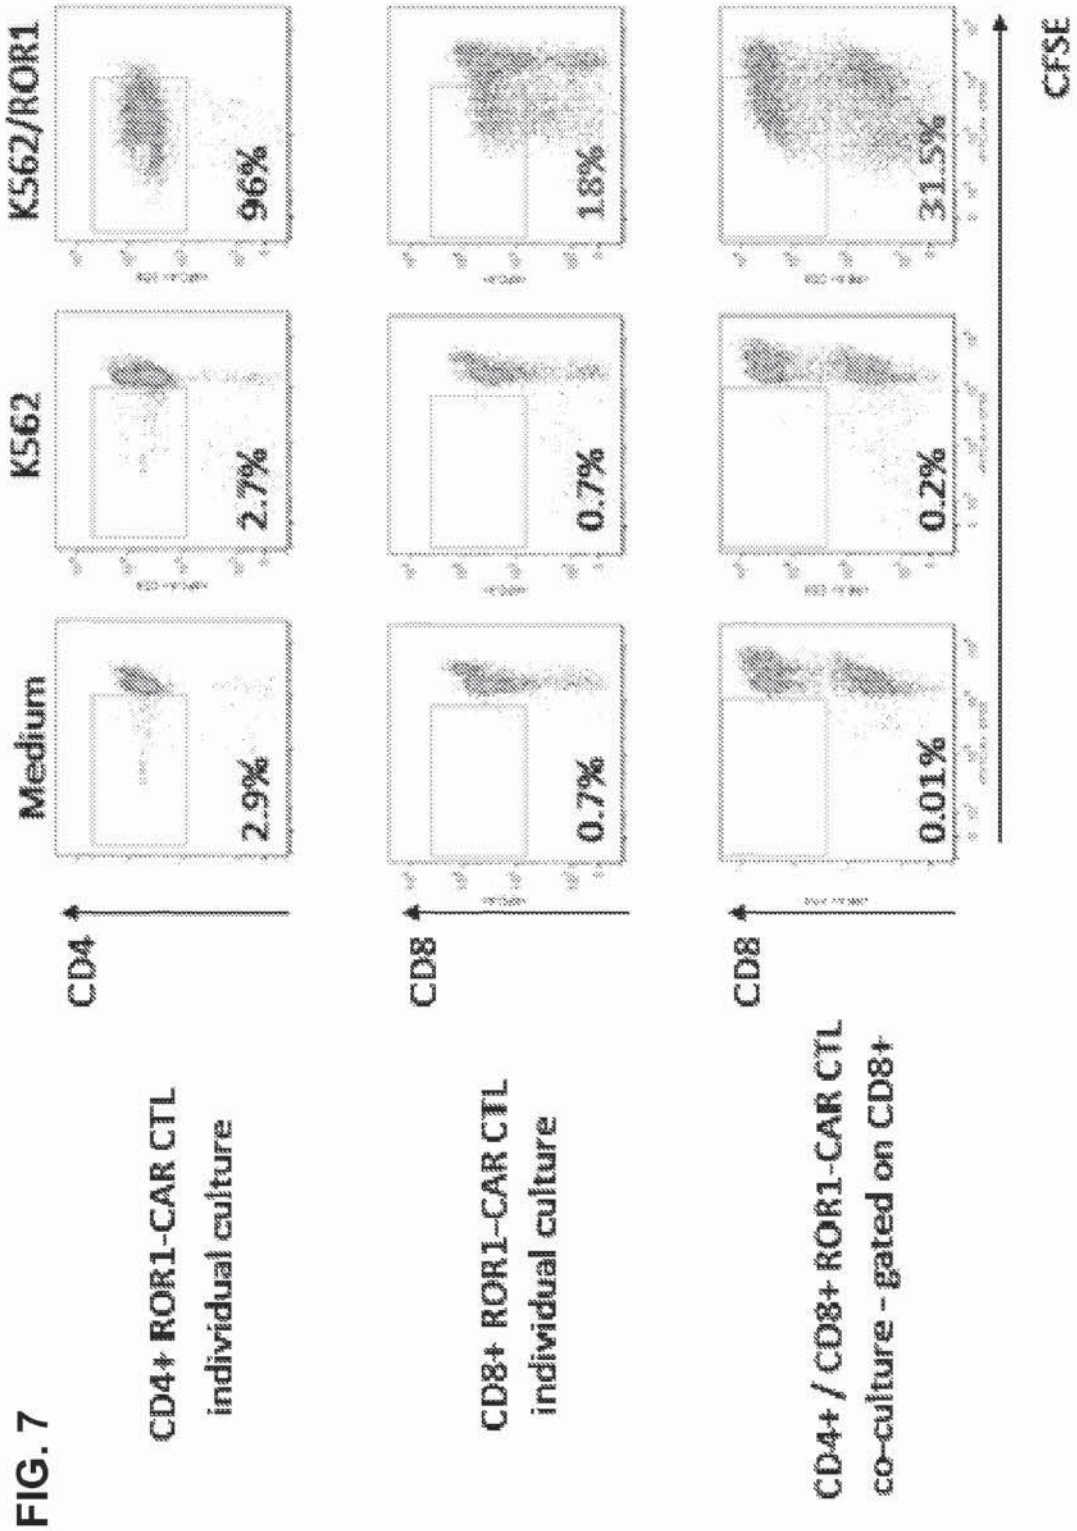 FIG. 7
Medium
K562
K562/ROR1
CD4+ ROR1-CAR CTL
individual culture
CD4
2.9%
2.7%
96%
CD8+ ROR1-CAR CTL
individual culture
CD8
0.7%
0.7%
18%
CD4+ / CD8+ ROR1-CAR CTL
co-culture - gated on CD8+
CD8
0.01%
0.2%
31.5%
CFSE